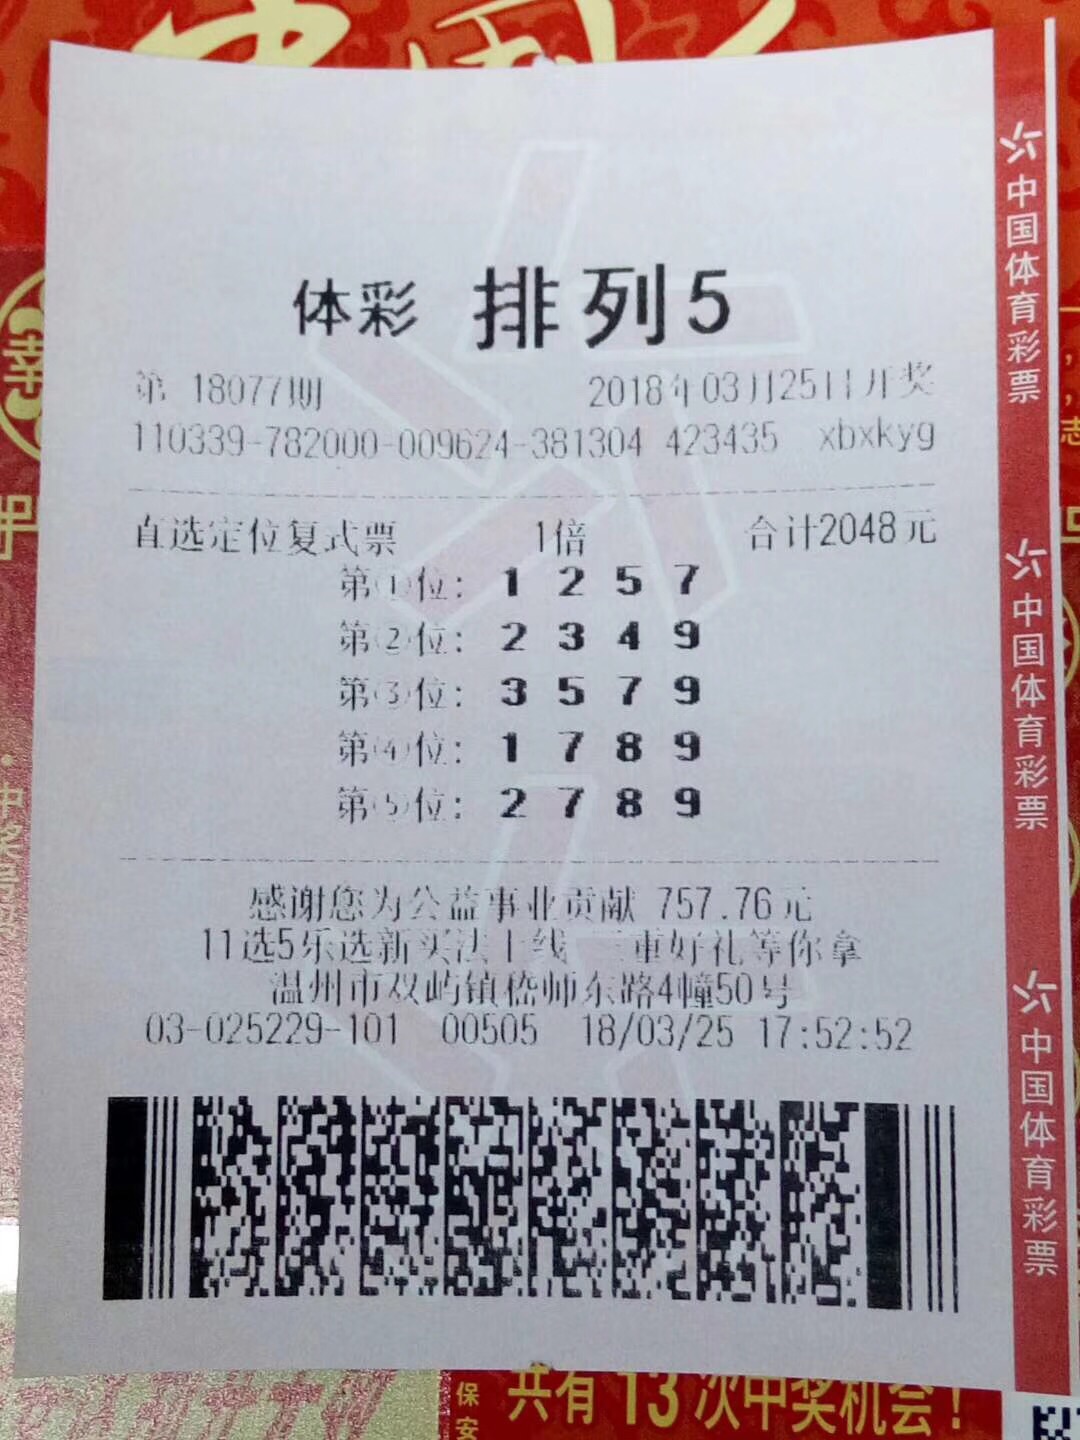 体彩 排列5
第 18077期 2018年03月25日开奖
110339-782000-009624-381304 423435 xbxkyg
直选定位复式票 1倍 合计2048元
第(1)位: 1 2 5 7
第(2)位: 2 3 4 9
第(3)位: 3 5 7 9
第(4)位: 1 7 8 9
第(5)位: 2 7 8 9
感谢您为公益事业贡献 757.76元
11选5乐选新买法上线 三重好礼等你拿
温州市双屿镇嵇师东路4幢50号
03-025229-101 00505 18/03/25 17:52:52
中国体育彩票
中国体育彩票
中国体育彩票
保安
共有13次中奖机会!